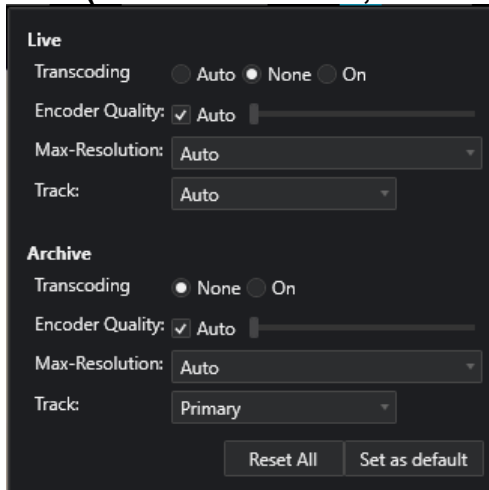 Live
Transcoding Auto None On
Encoder Quality: Auto
Max-Resolution: Auto
Track: Auto
Archive
Transcoding None On
Encoder Quality: Auto
Max-Resolution: Auto
Track: Primary
Reset All Set as default